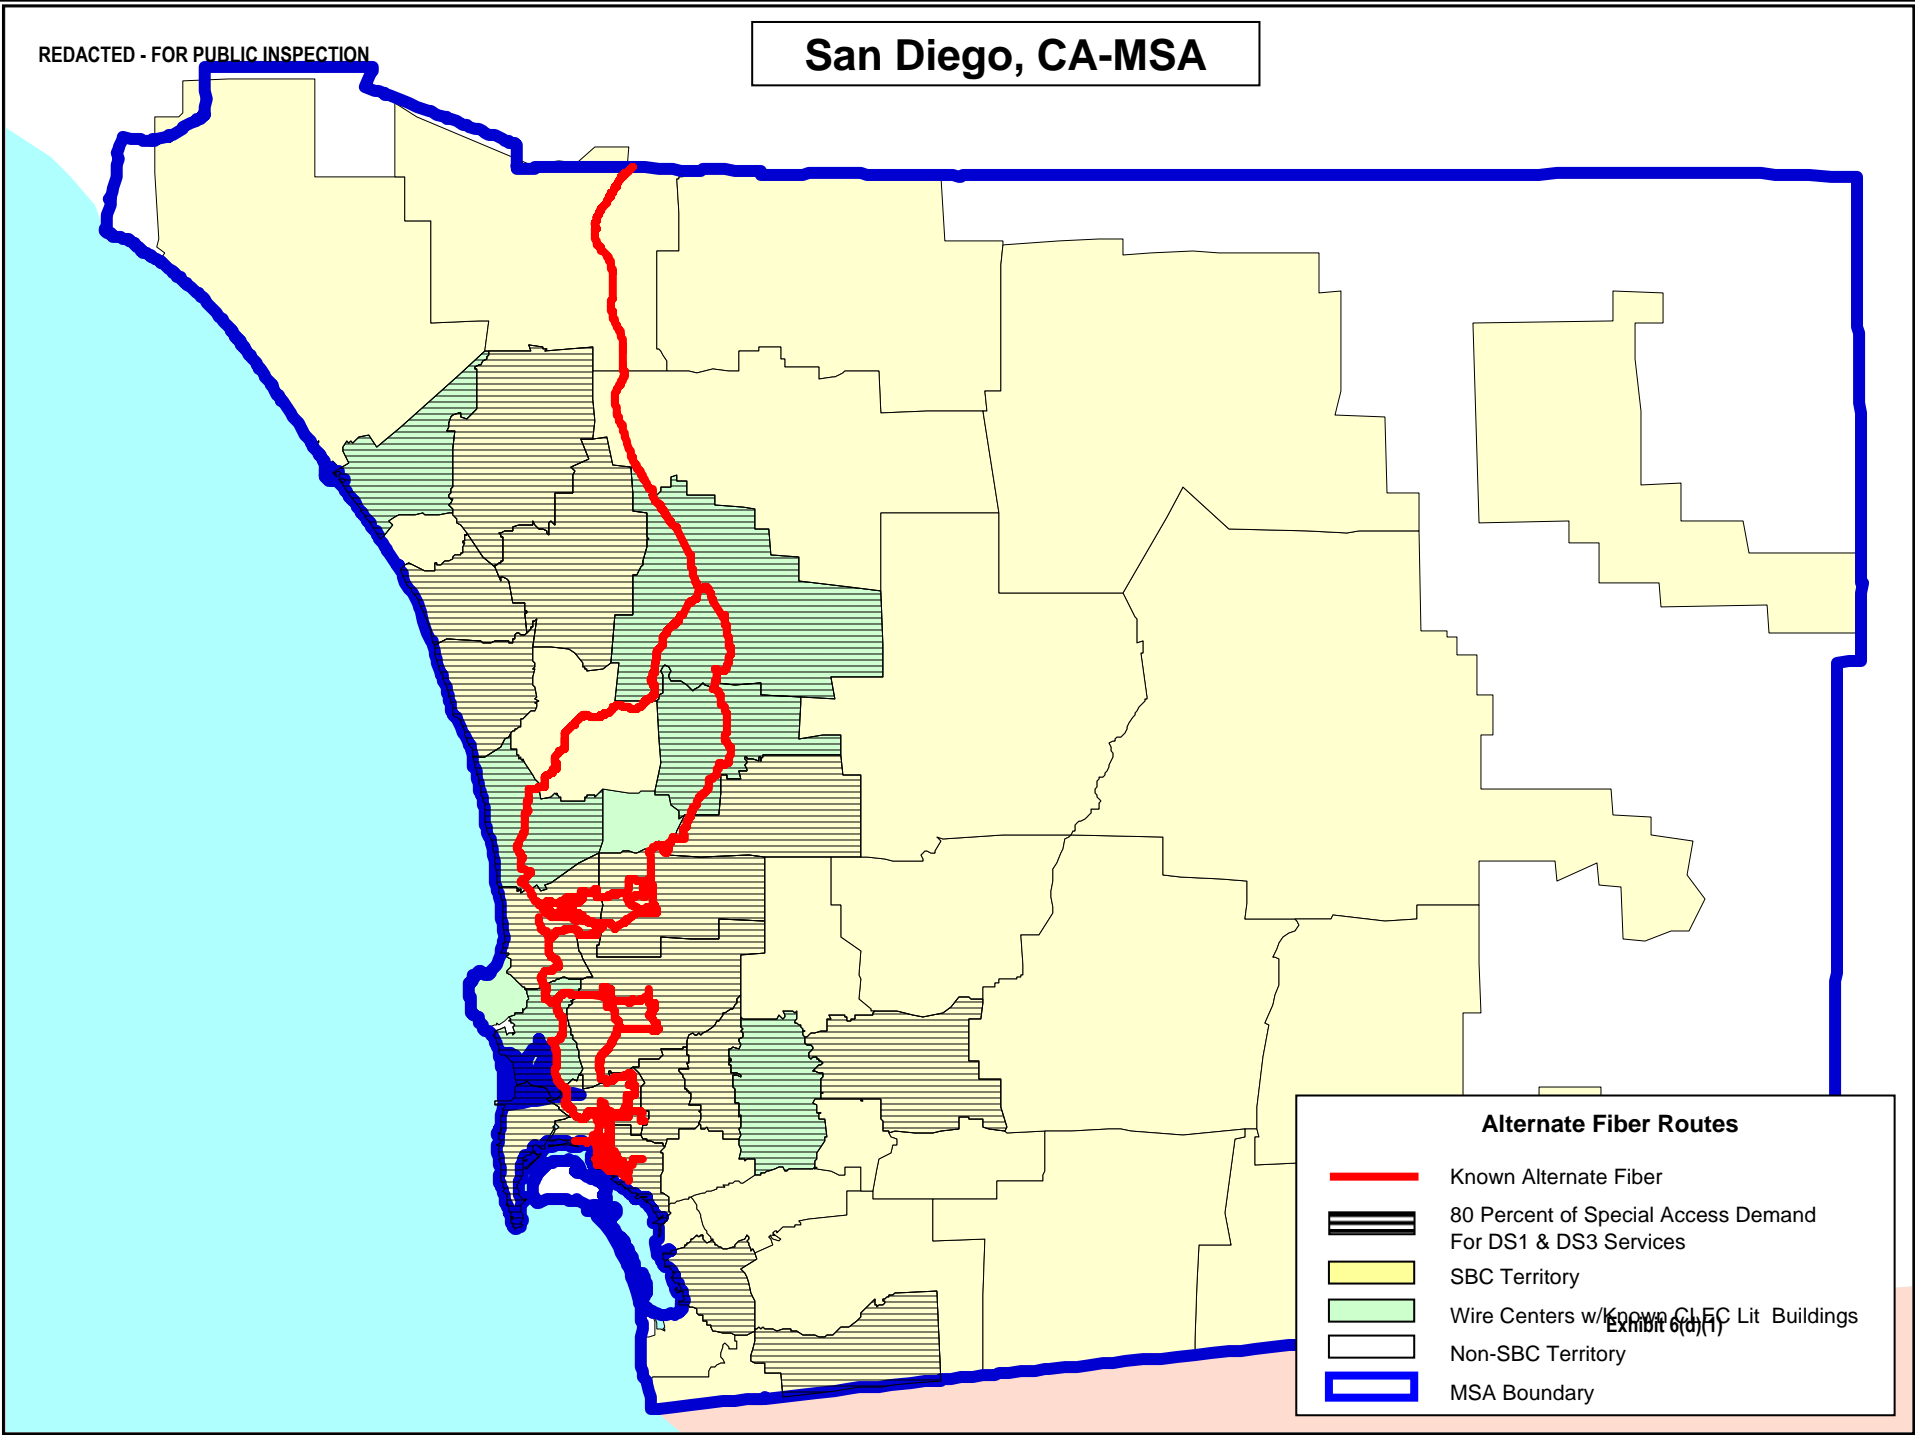 REDACTED - FOR PUBLIC INSPECTION
San Diego, CA-MSA
Alternate Fiber Routes
Known Alternate Fiber
80 Percent of Special Access Demand
For DS1 & DS3 Services
SBC Territory
Wire Centers w/Known CLEC Lit Buildings
Exhibit 6(d)(1)
Non-SBC Territory
MSA Boundary